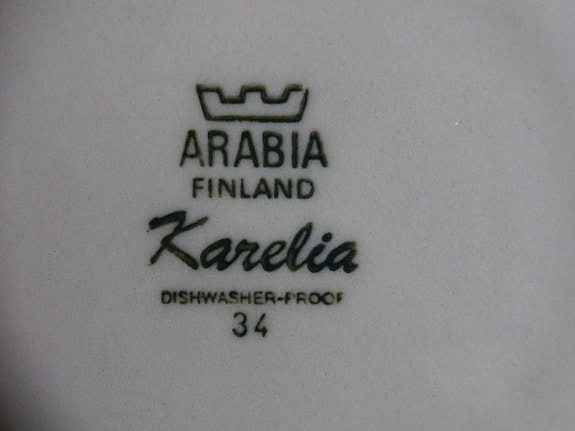 ARABIA
FINLAND
Karelia
DISHWASHER-PROOF
34